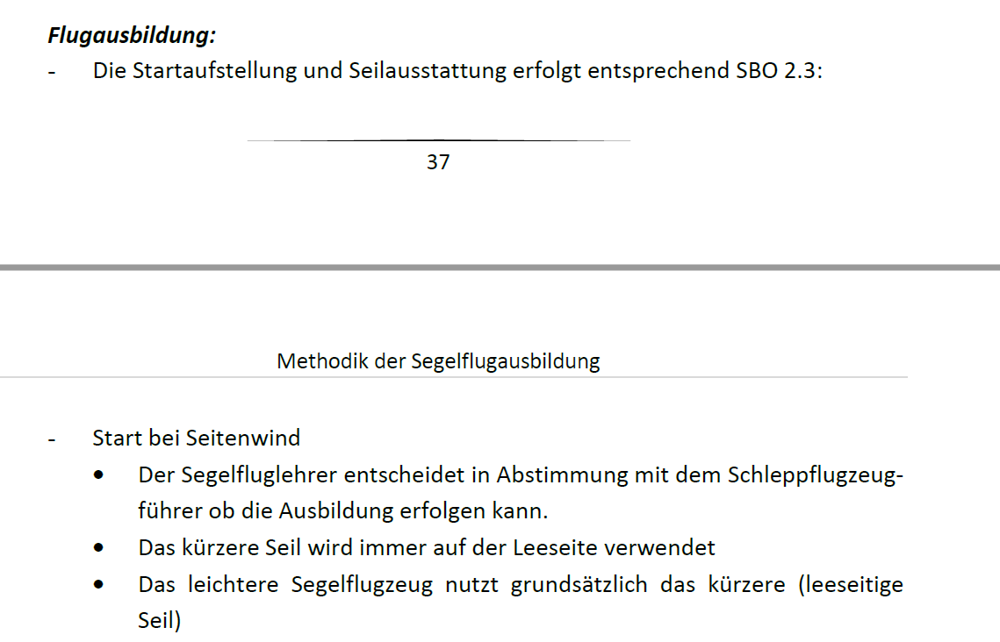 Flugausbildung:
- Die Startaufstellung und Seilausstattung erfolgt entsprechend SBO 2.3:
37
Methodik der Segelflugausbildung
- Start bei Seitenwind
• Der Segelfluglehrer entscheidet in Abstimmung mit dem Schleppflugzeug-
führer ob die Ausbildung erfolgen kann.
• Das kürzere Seil wird immer auf der Leeseite verwendet
• Das leichtere Segelflugzeug nutzt grundsätzlich das kürzere (leeseitige
Seil)